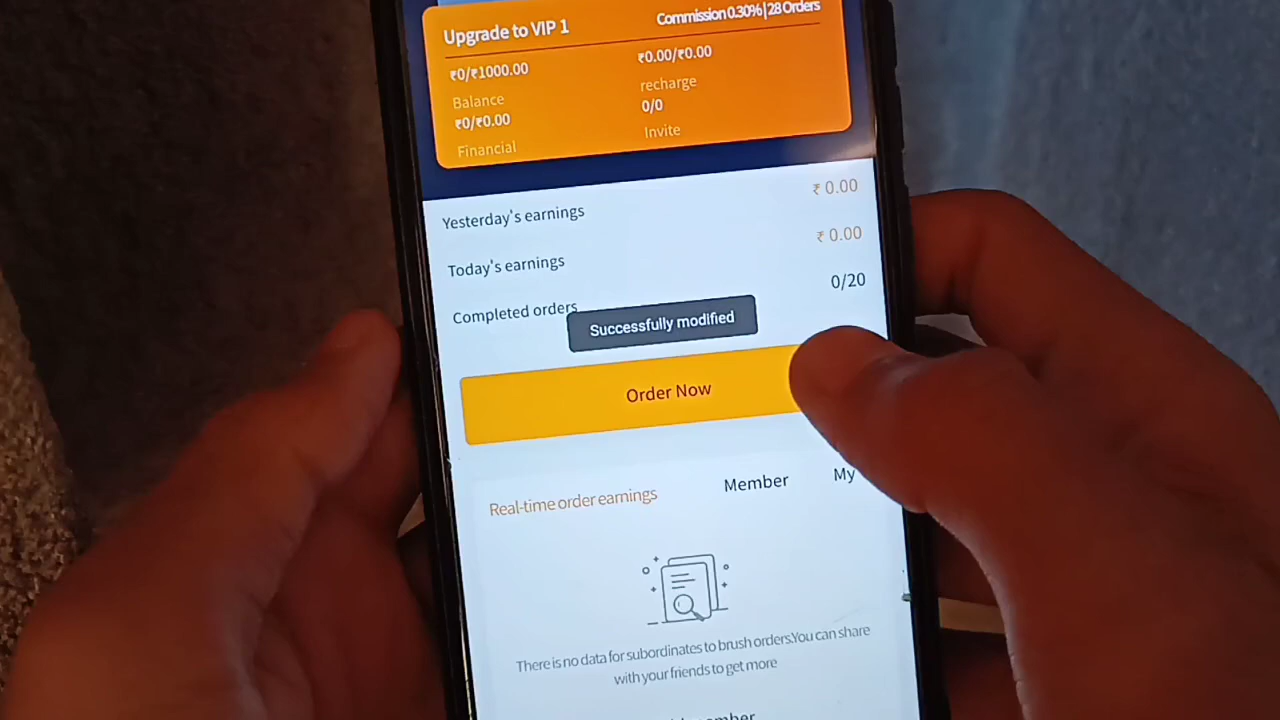 Upgrade to VIP 1
Commission 0.30% | 28 Orders
₹0/₹1000.00
₹0.00/₹0.00
Balance
recharge
₹0/₹0.00
0/0
Financial
Invite
Yesterday's earnings
₹ 0.00
Today's earnings
₹ 0.00
Completed orders
0/20
Successfully modified
Order Now
Real-time order earnings
Member
My
There is no data for subordinates to brush orders.You can share
with your friends to get more